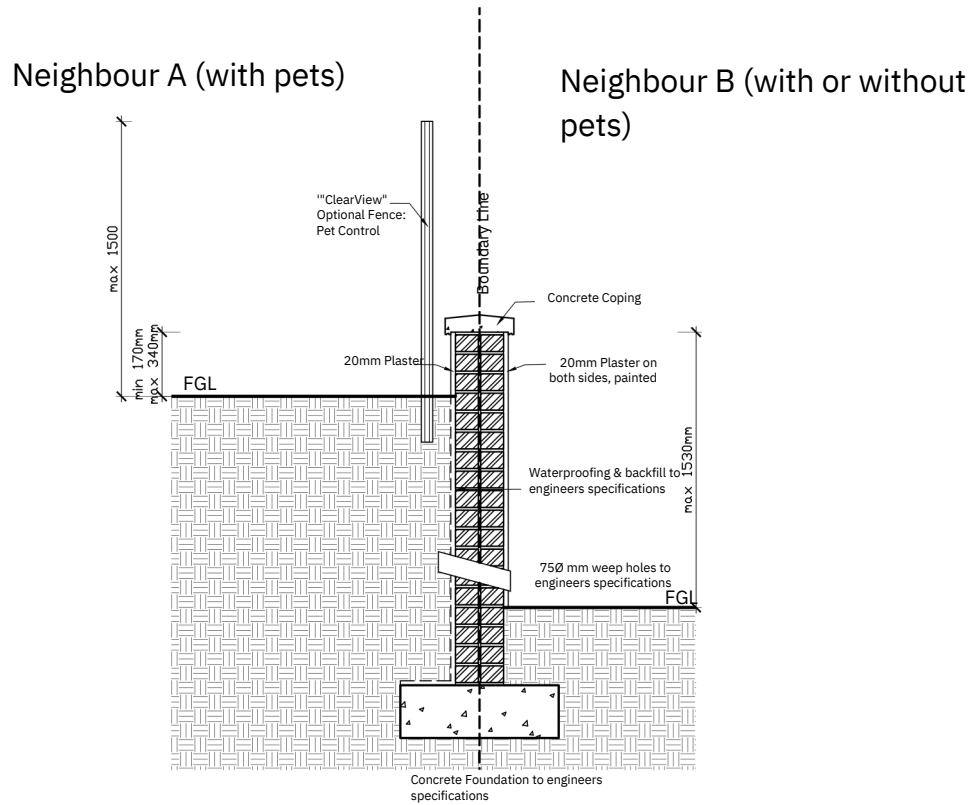 Neighbour A (with pets)
Neighbour B (with or without
pets)
'"ClearView"
Optional Fence:
Pet Control
Boundary Line
max 1500
Concrete Coping
min 170mm
max 340mm
20mm Plaster
20mm Plaster on
both sides, painted
FGL
Waterproofing & backfill to
engineers specifications
max 1530mm
75Ø mm weep holes to
engineers specifications
FGL
Concrete Foundation to engineers
specifications